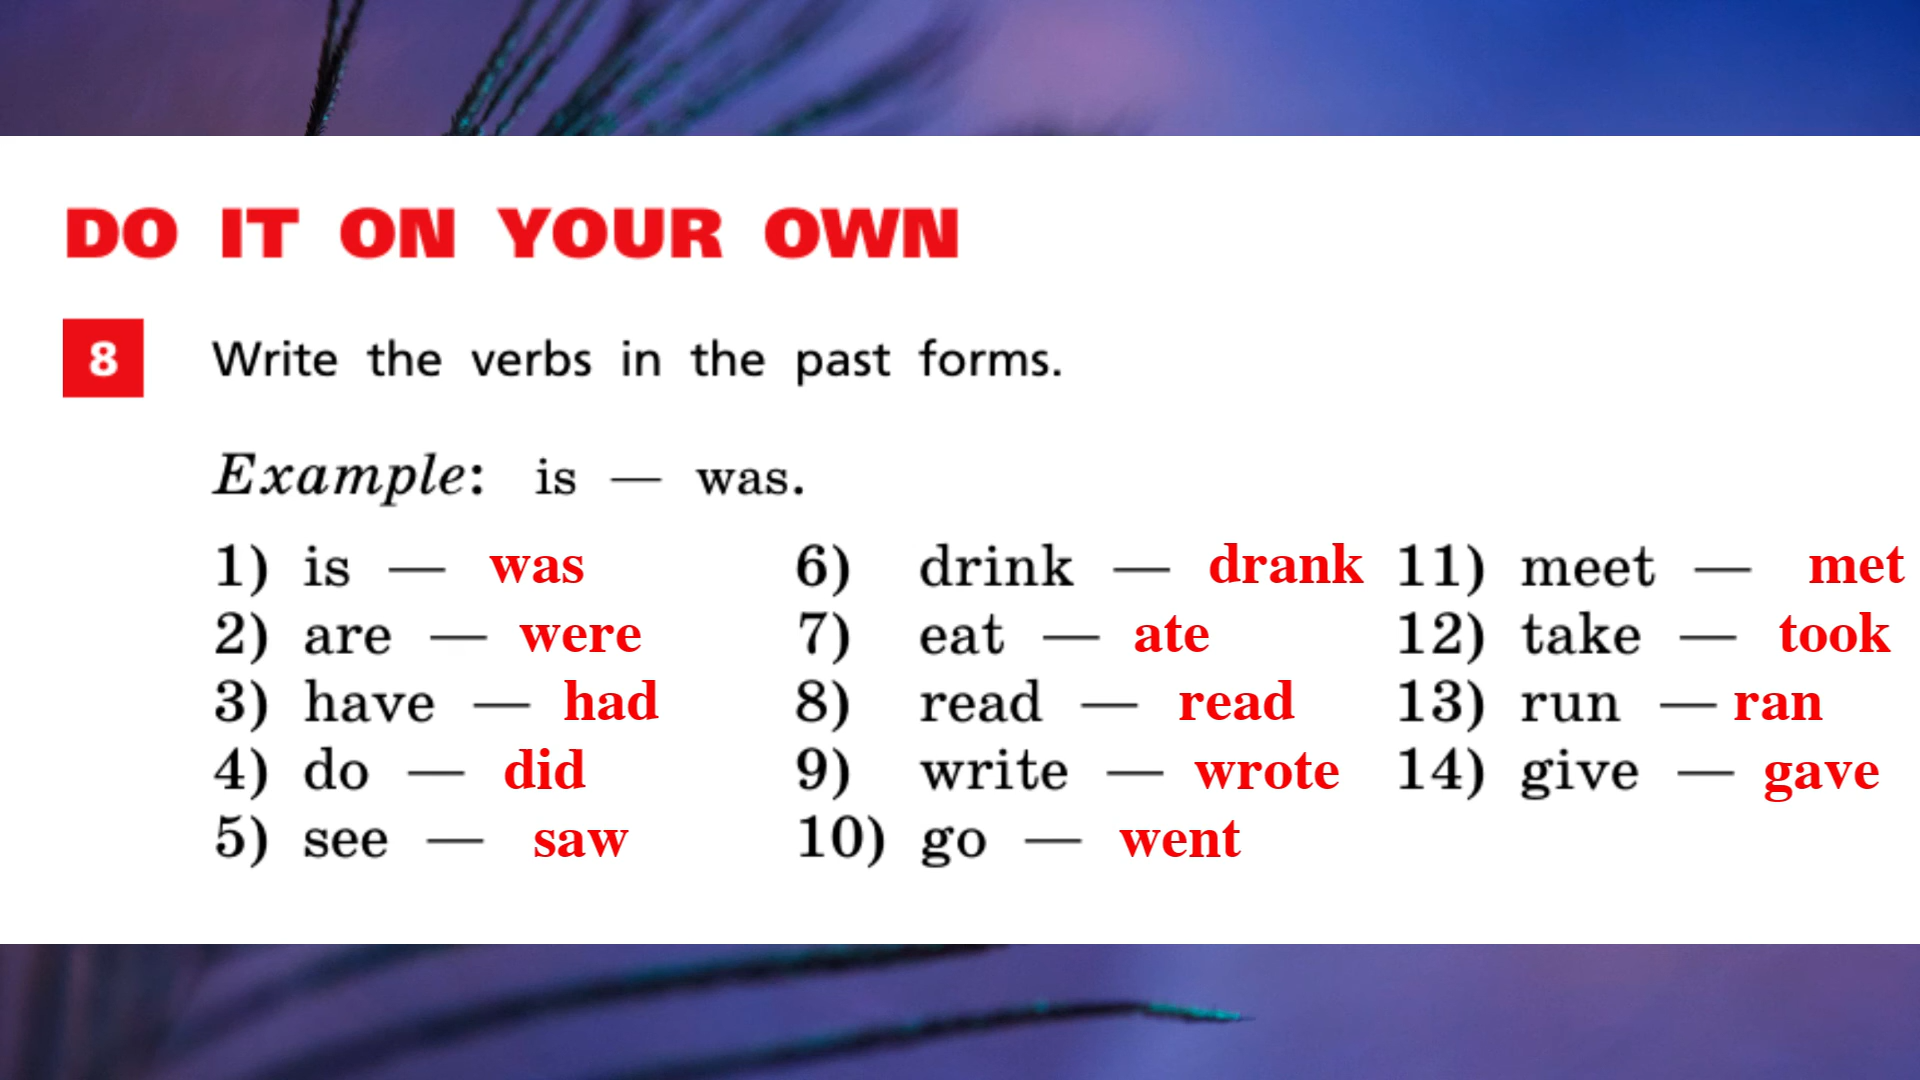 DO IT ON YOUR OWN
8 Write the verbs in the past forms.
Example: is — was.
1) is — was
2) are — were
3) have — had
4) do — did
5) see — saw
6) drink — drank
7) eat — ate
8) read — read
9) write — wrote
10) go — went
11) meet — met
12) take — took
13) run — ran
14) give — gave